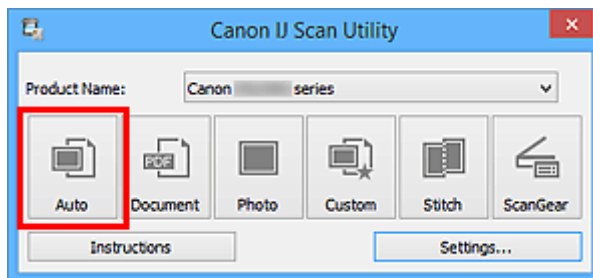 Canon IJ Scan Utility
Product Name: Canon series
PDF
Auto Document Photo Custom Stitch ScanGear
Instructions Settings...